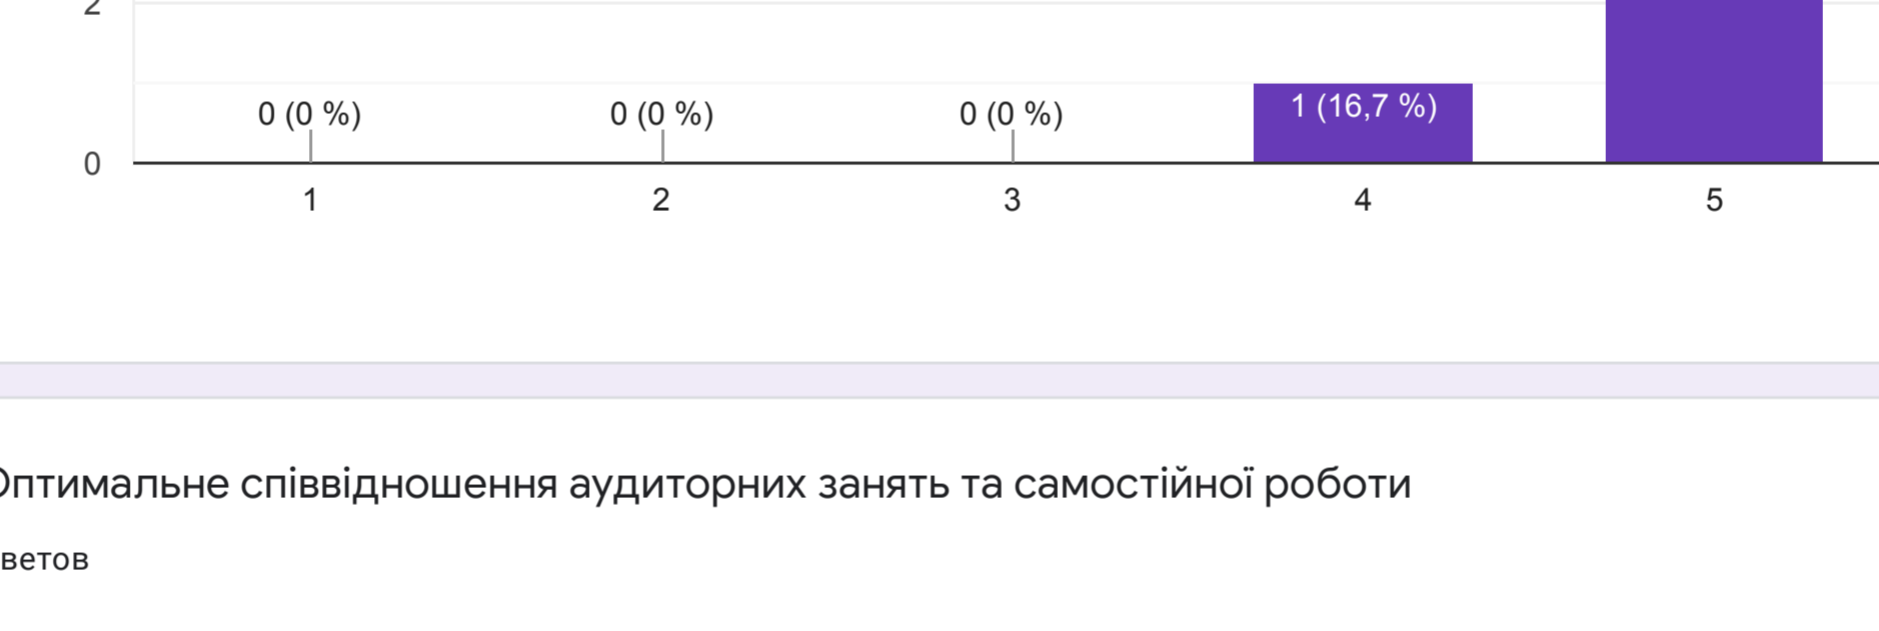 2
0 (0 %) 0 (0 %) 0 (0 %) 1 (16,7 %)
0
1 2 3 4 5
Оптимальне співвідношення аудиторних занять та самостійної роботи
ветов